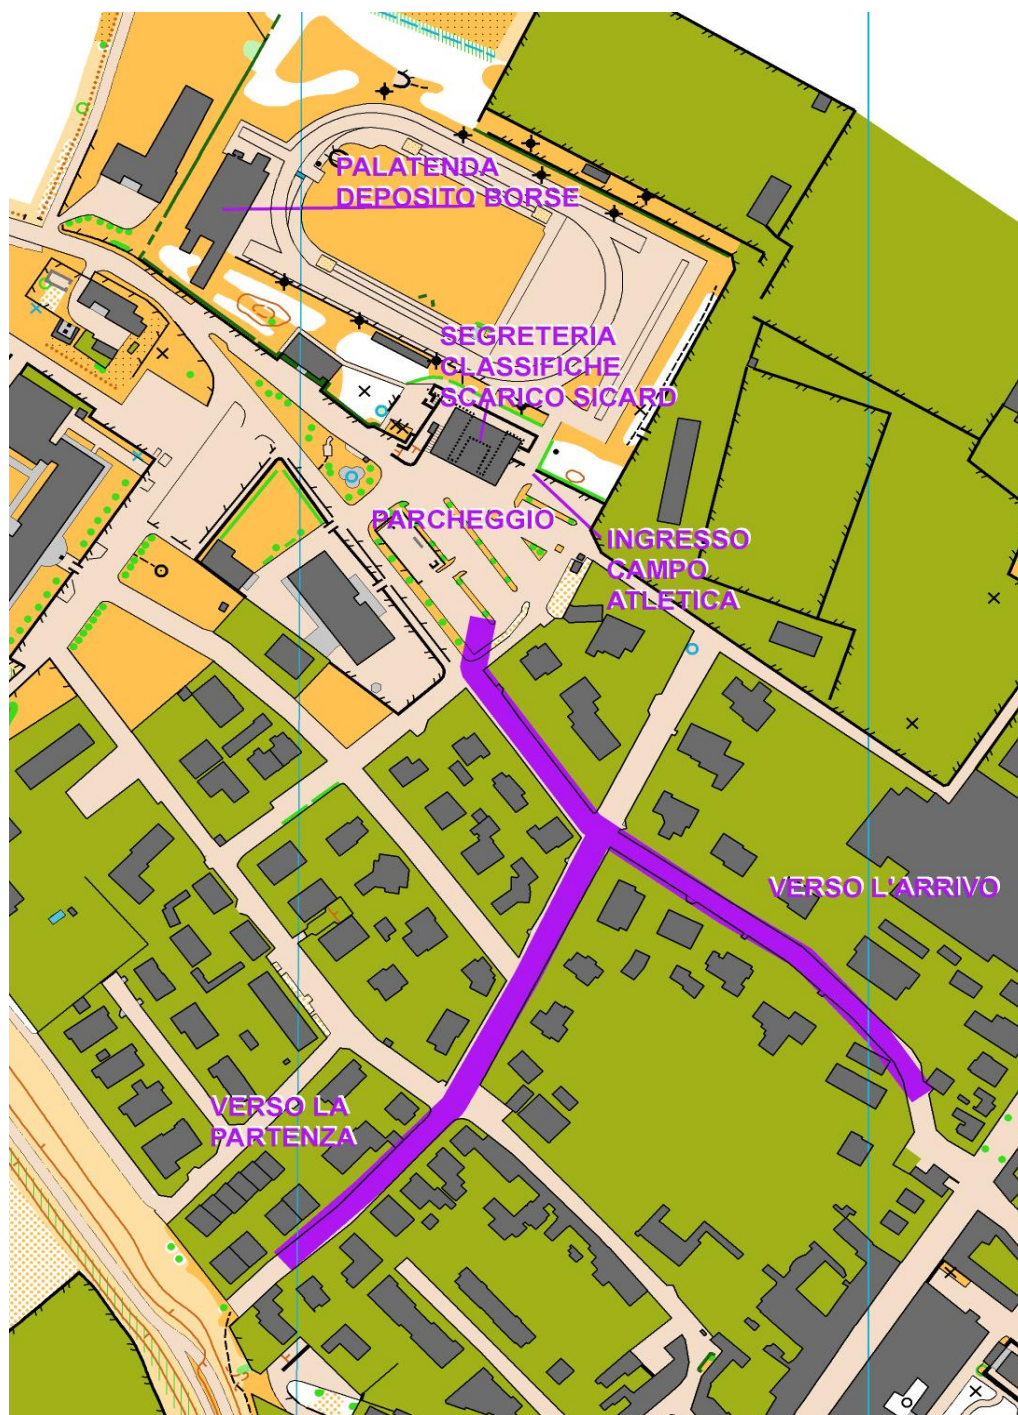 PALATENDA
DEPOSITO BORSE
SEGRETERIA
CLASSIFICHE
SCARICO SICARD
PARCHEGGIO
INGRESSO
CAMPO
ATLETICA
VERSO L'ARRIVO
VERSO LA
PARTENZA